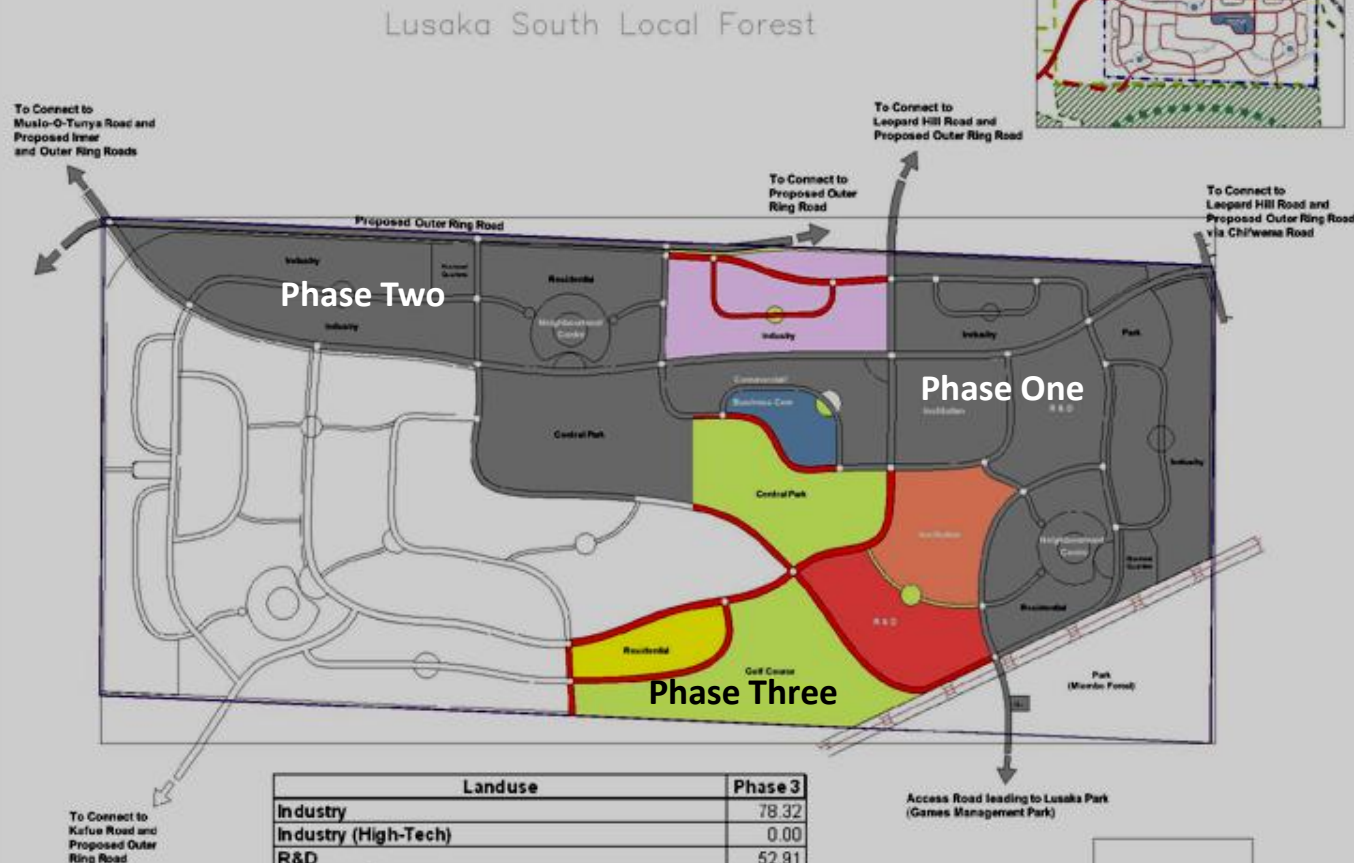 Lusaka South Local Forest
To Connect to
Musio-O-Tunya Road and
Proposed Inner
and Outer Ring Roads
To Connect to
Leopard Hill Road and
Proposed Outer Ring Road
To Connect to
Proposed Outer
Ring Road
To Connect to
Leopard Hill Road and
Proposed Outer Ring Road
via Chifwema Road
Proposed Outer Ring Road
Industry
Residential
Phase Two
Industry
Neighbourhood
Centre
Industry
Industry
Park
Commercial/
Business Core
Phase One
Institution
R & D
Central Park
Industry
Central Park
Institution
Neighbourhood
Centre
Residential
R & D
Residential
Golf Course
Phase Three
Park
(Miombo Forest)
Access Road leading to Lusaka Park
(Games Management Park)
To Connect to
Kafue Road and
Proposed Outer
Ring Road
Landuse Phase 3
Industry 78.32
Industry (High-Tech) 0.00
R&D 52.91